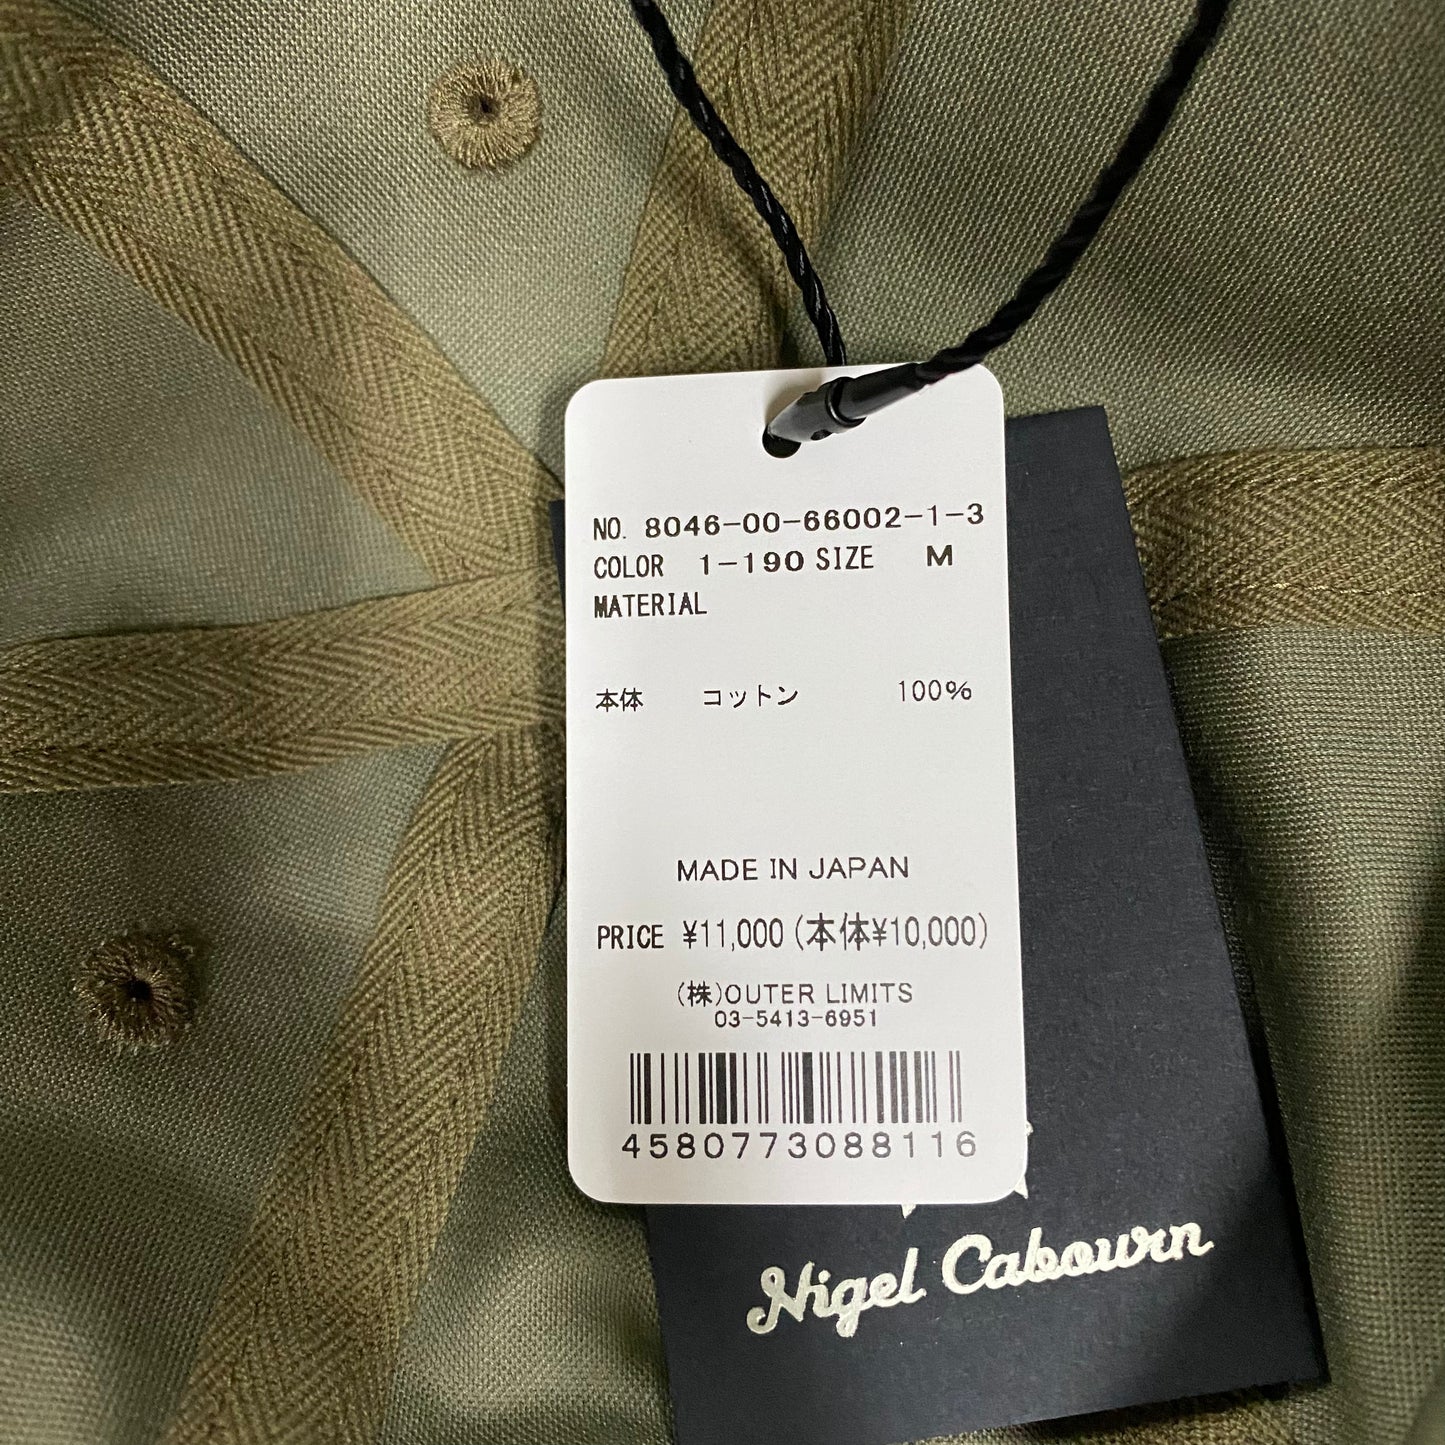 NO. 8046-00-66002-1-3
COLOR 1-190 SIZE M
MATERIAL
本体 コットン 100%
MADE IN JAPAN
PRICE ¥11,000 (本体¥10,000)
(株)OUTER LIMITS
03-5413-6951
4580773088116
Nigel Cabourn